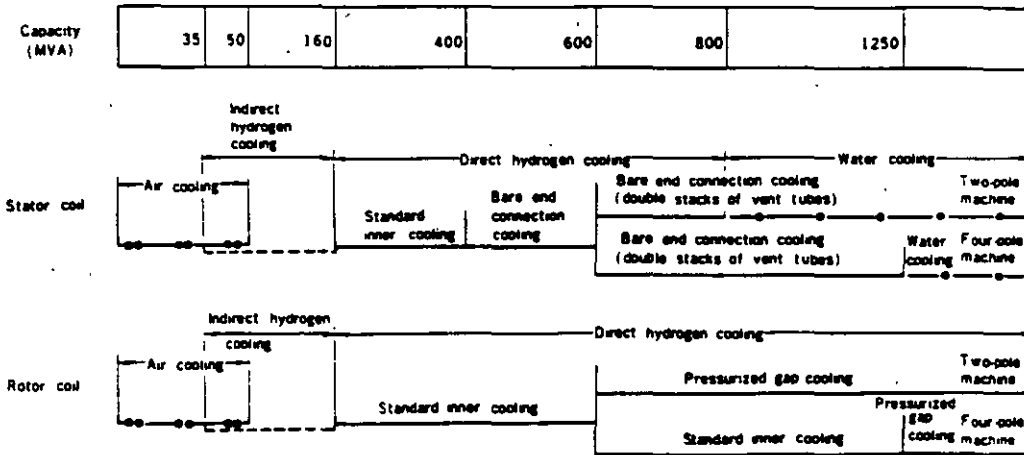 Capacity
(MVA)
35
50
160
400
600
800
1250
Indirect
hydrogen
cooling
Direct hydrogen cooling
Water cooling
Air cooling
Stator coil
Standard
inner cooling
Bare end
connection
cooling
Bare end connection cooling
(double stacks of vent tubes)
Two-pole
machine
Bare end connection cooling
(double stacks of vent tubes)
Water
cooling
Four-pole
machine
Indirect hydrogen
cooling
Direct hydrogen cooling
Air cooling
Rotor coil
Standard inner cooling
Pressurized gap cooling
Two-pole
machine
Standard inner cooling
Pressurized
gap
cooling
Four-pole
machine